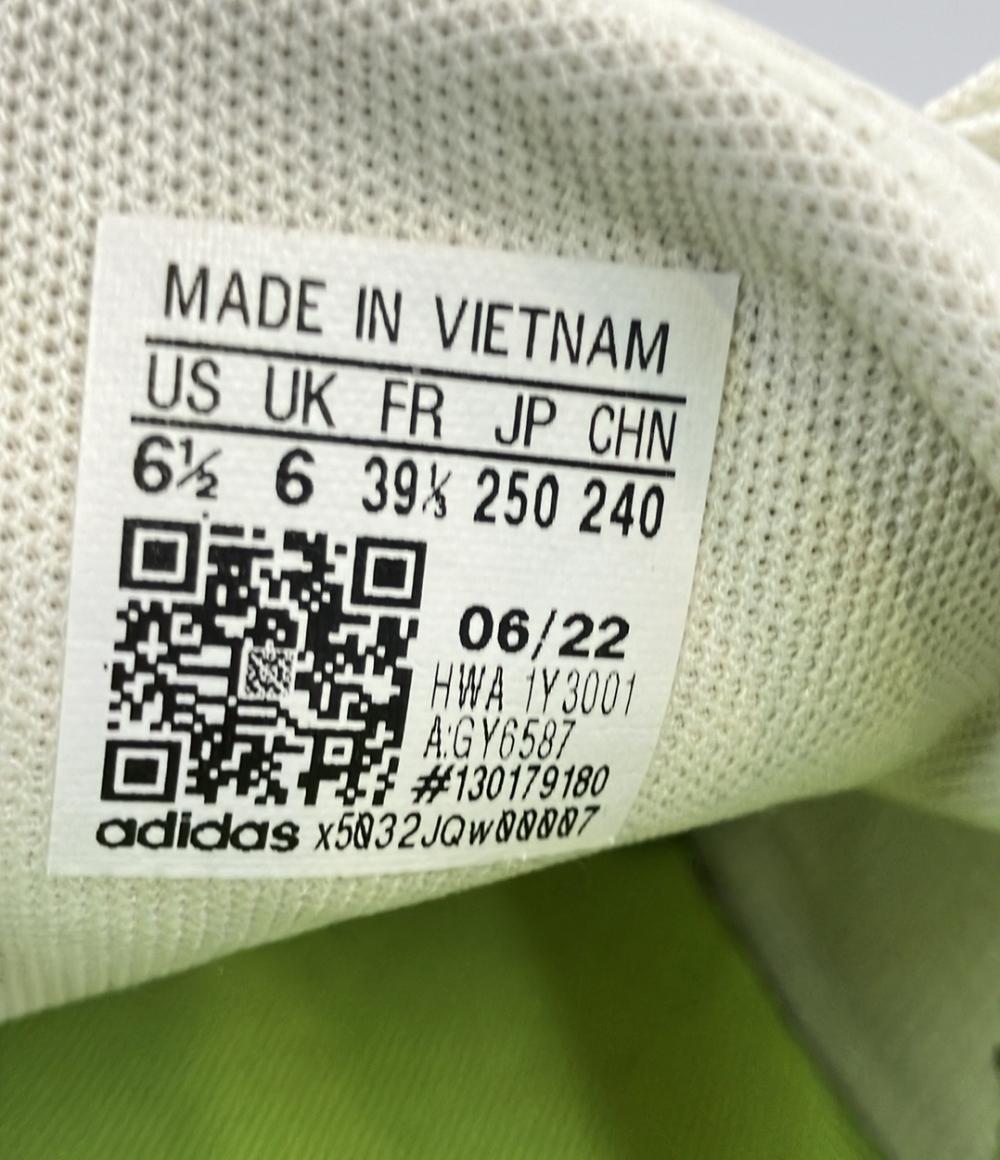 MADE IN VIETNAM
US UK FR JP CHN
6½ 6 39⅓ 250 240
06/22
HWA 1Y3001
A:GY6587
#130179180
adidas x5032JQw00007